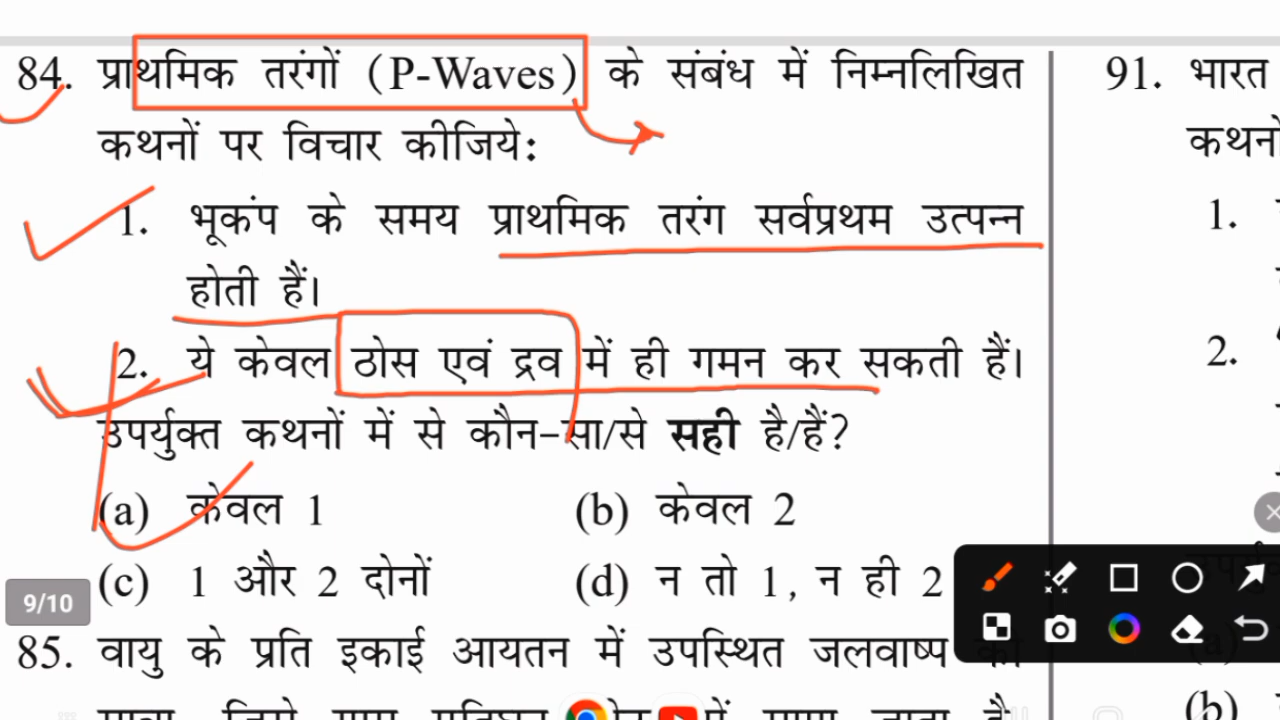 84. प्राथमिक तरंगों (P-Waves) के संबंध में निम्नलिखित
कथनों पर विचार कीजिये:
1. भूकंप के समय प्राथमिक तरंग सर्वप्रथम उत्पन्न
होती हैं।
2. ये केवल ठोस एवं द्रव में ही गमन कर सकती हैं।
उपर्युक्त कथनों में से कौन-सा/से सही है/हैं?
(a) केवल 1 (b) केवल 2
(c) 1 और 2 दोनों (d) न तो 1, न ही 2
9/10
85. वायु के प्रति इकाई आयतन में उपस्थित जलवाष्प
91. भारत
1.
2.
(a)
(b)